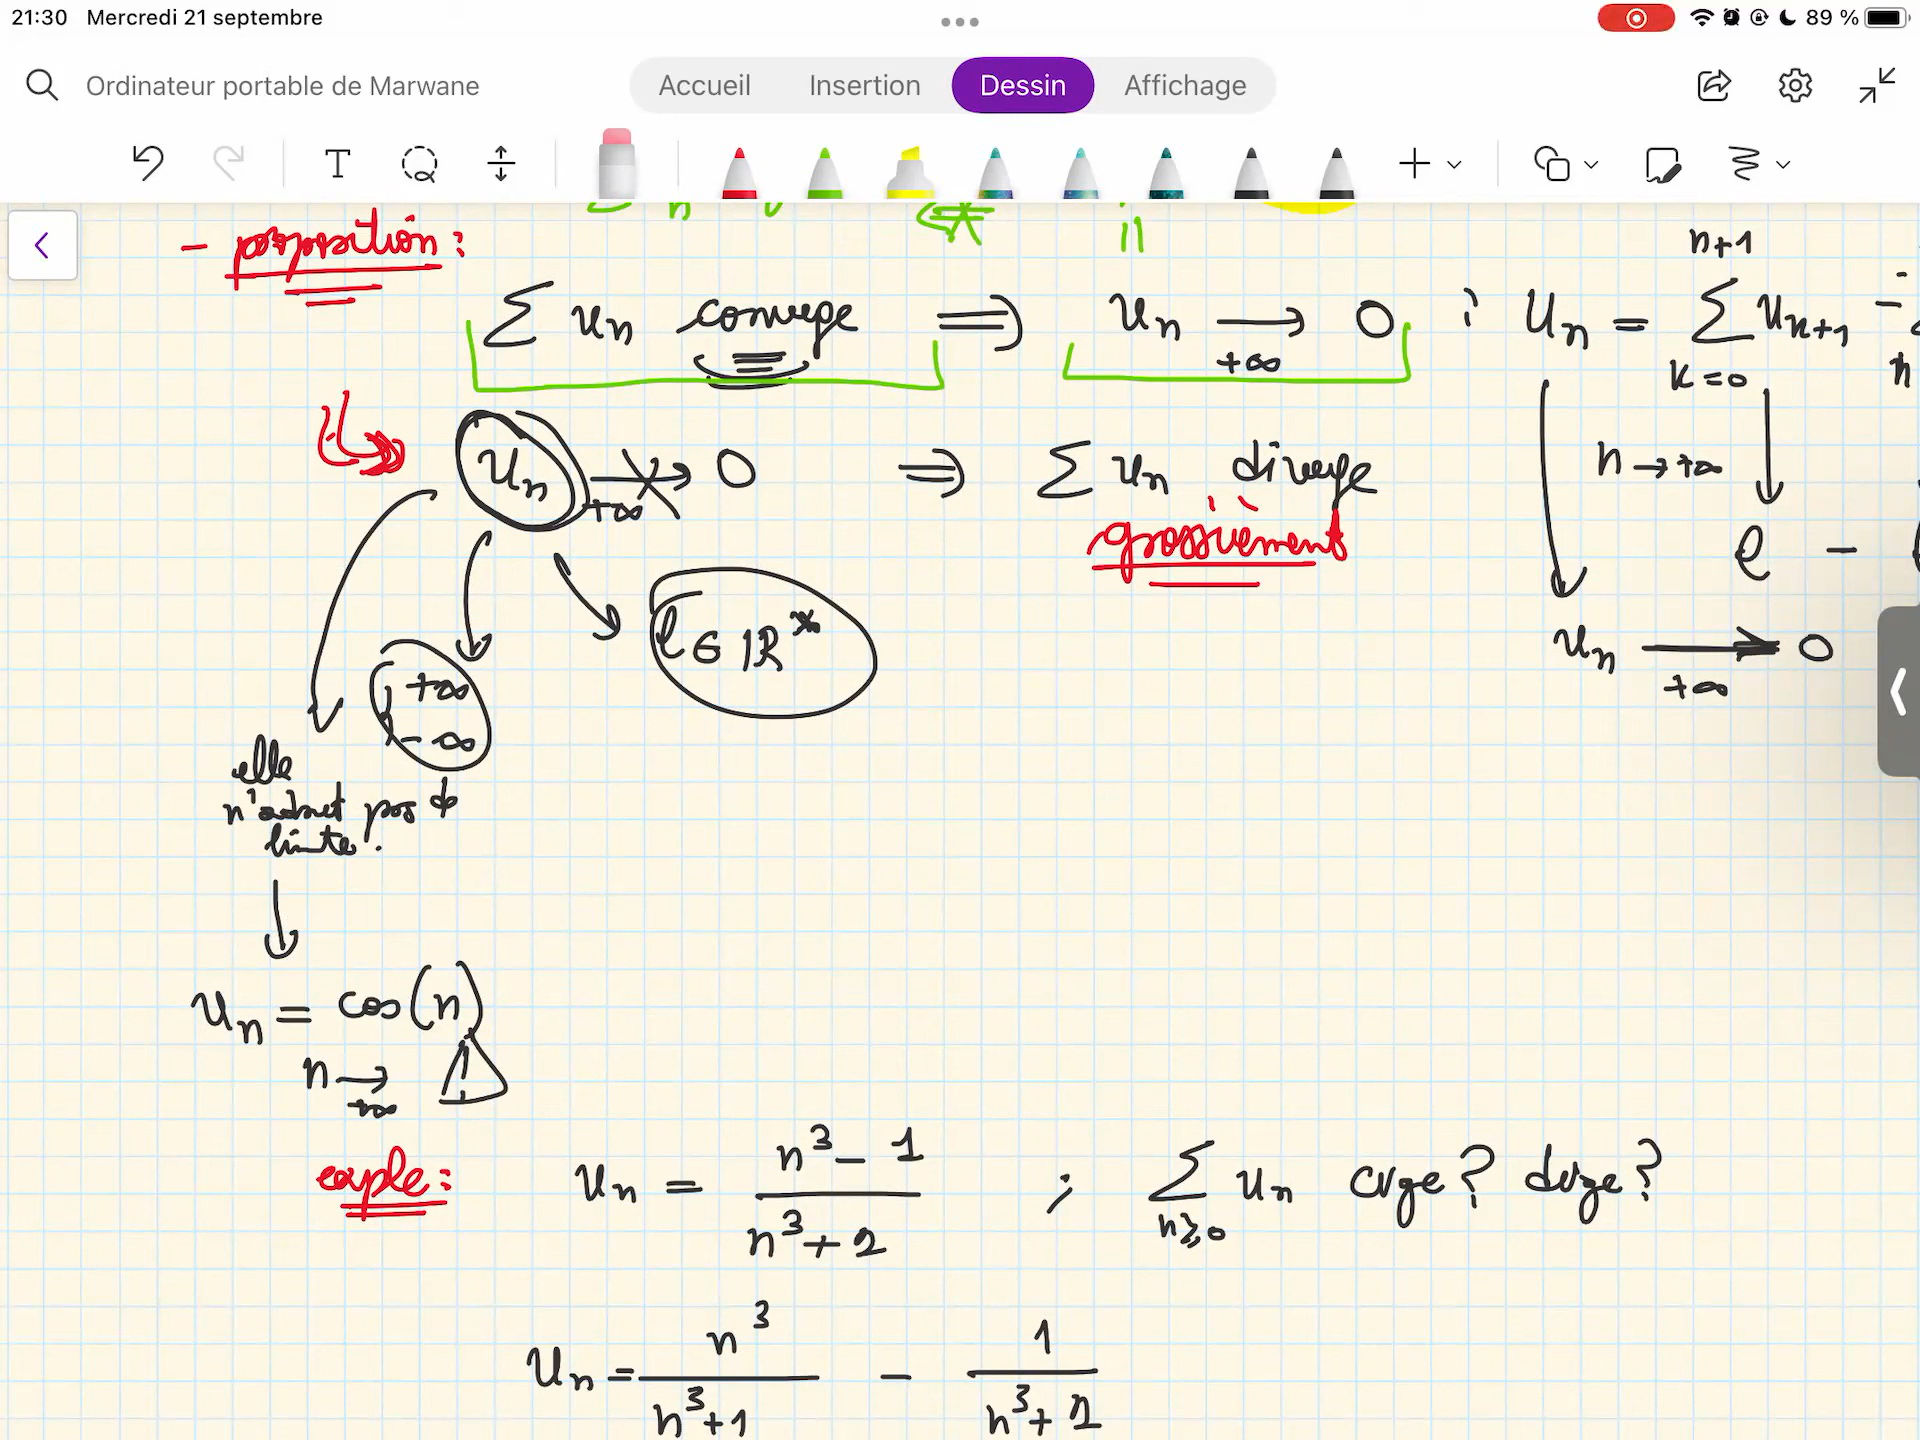 21:30 Mercredi 21 septembre
89 %
Ordinateur portable de Marwane
Accueil Insertion Dessin Affichage
T
n+1
- proposition :
∑ un converge ⟹ un → 0 ; un = ∑ un+1 -
+∞ k=0 n
un ↛ 0 ⟹ ∑ un diverge n → +∞
+∞
grossièrement
l -
l ∈ ℝ*
+∞
-∞
un → 0
+∞
elle
n'admet pas de
limite.
un = cos(n)
n → !
+∞
exple : un = (n³ - 1)/(n³ + 2) ; ∑ un cvge? dvge?
n≥0
un = n³/(n³+1) - 1/(n³+2)